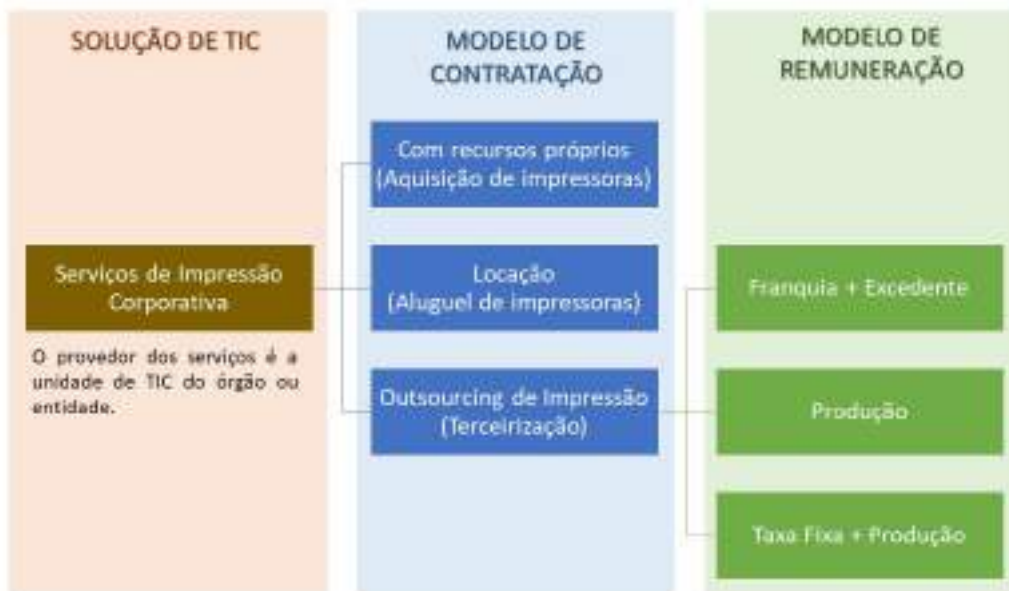 SOLUÇÃO DE TIC
Serviços de Impressão
Corporativa
O provedor dos serviços é a
unidade de TIC do órgão ou
entidade.
MODELO DE
CONTRATAÇÃO
Com recursos próprios
(Aquisição de impressoras)
Locação
(Aluguel de impressoras)
Outsourcing de Impressão
(Terceirização)
MODELO DE
REMUNERAÇÃO
Franquia + Excedente
Produção
Taxa Fixa + Produção